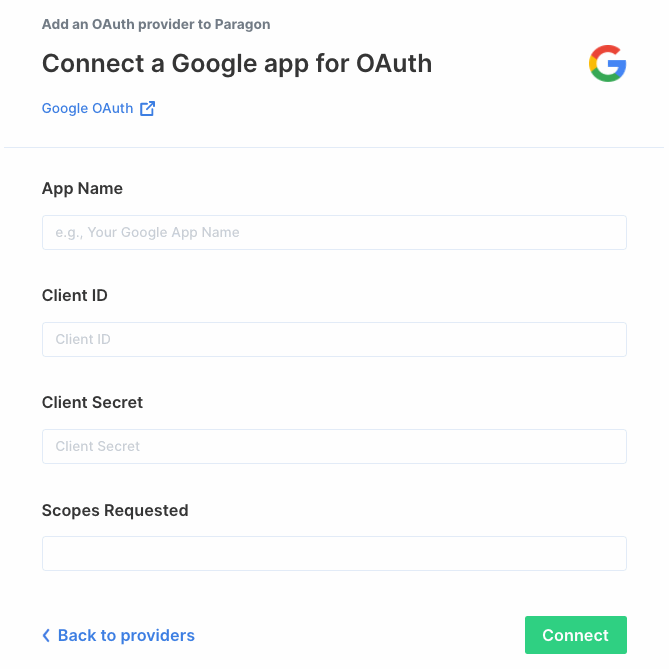 Add an OAuth provider to Paragon
Connect a Google app for OAuth
Google OAuth
App Name
e.g., Your Google App Name
Client ID
Client ID
Client Secret
Client Secret
Scopes Requested
Back to providers
Connect